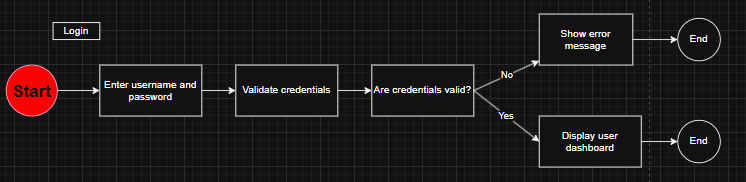 Login
Start
Enter username and
password
Validate credentials
Are credentials valid?
No
Yes
Show error
message
End
Display user
dashboard
End